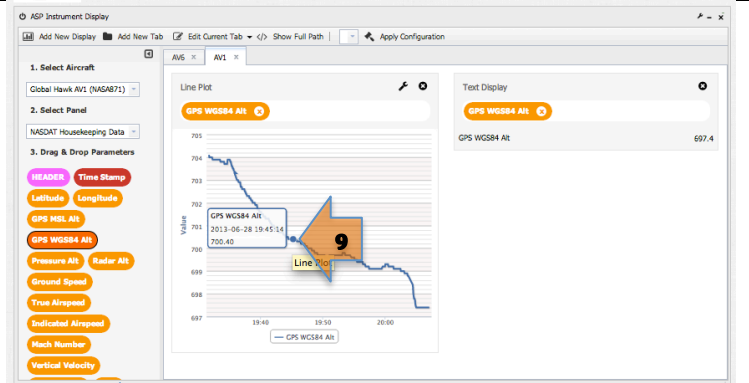 ASP Instrument Display
Add New Display Add New Tab Edit Current Tab </> Show Full Path Apply Configuration
AV6 × AV1 ×
1. Select Aircraft
Global Hawk AV1 (NASA871)
2. Select Panel
NASDAT Housekeeping Data
3. Drag & Drop Parameters
HEADER Time Stamp
Latitude Longitude
GPS MSL Alt
GPS WGS84 Alt
Pressure Alt Radar Alt
Ground Speed
True Airspeed
Indicated Airspeed
Mach Number
Vertical Velocity
Line Plot
GPS WGS84 Alt
705
704
703
702
701
700
699
698
697
Value
GPS WGS84 Alt
2013-06-28 19:45:14
700.40
9
Line Plot
19:40 19:50 20:00
GPS WGS84 Alt
Text Display
GPS WGS84 Alt
GPS WGS84 Alt 697.4